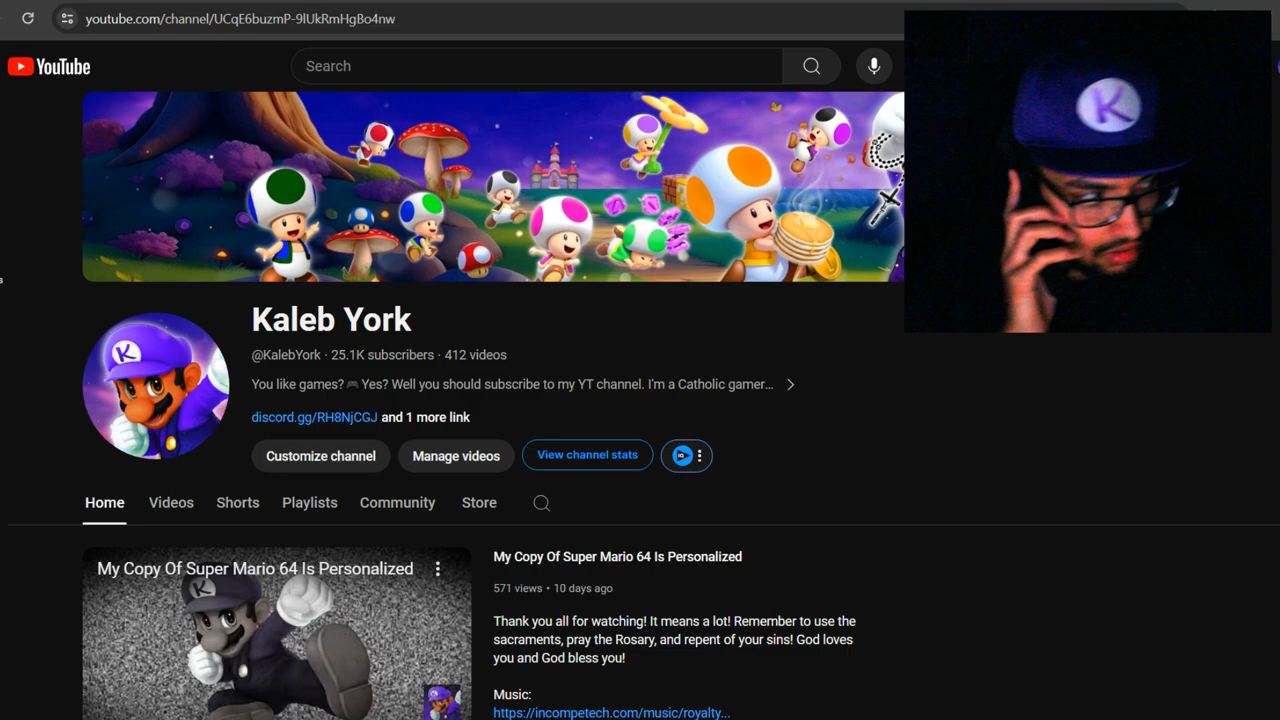 youtube.com/channel/UCqE6buzmP-9lUkRmHgBo4nw
YouTube
Search
K
Kaleb York
@KalebYork · 25.1K subscribers · 412 videos
You like games? 🎮 Yes? Well you should subscribe to my YT channel. I'm a Catholic gamer...
discord.gg/RH8NjCGJ and 1 more link
Customize channel
Manage videos
View channel stats
IQ
K
Home
Videos
Shorts
Playlists
Community
Store
My Copy Of Super Mario 64 Is Personalized
K
My Copy Of Super Mario 64 Is Personalized
571 views • 10 days ago
Thank you all for watching! It means a lot! Remember to use the
sacraments, pray the Rosary, and repent of your sins! God loves
you and God bless you!
Music:
https://incompetech.com/music/royalty...